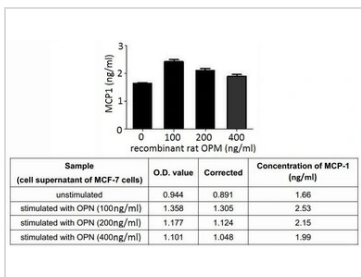 3
2
1
0
MCP1 (ng/ml)
0 100 200 400
recombinant rat OPM (ng/ml)
Sample (cell supernatant of MCF-7 cells) O.D. value Corrected Concentration of MCP-1 (ng/ml)
unstimulated 0.944 0.891 1.66
stimulated with OPN (100ng/ml) 1.358 1.305 2.53
stimulated with OPN (200ng/ml) 1.177 1.124 2.15
stimulated with OPN (400ng/ml) 1.101 1.048 1.99